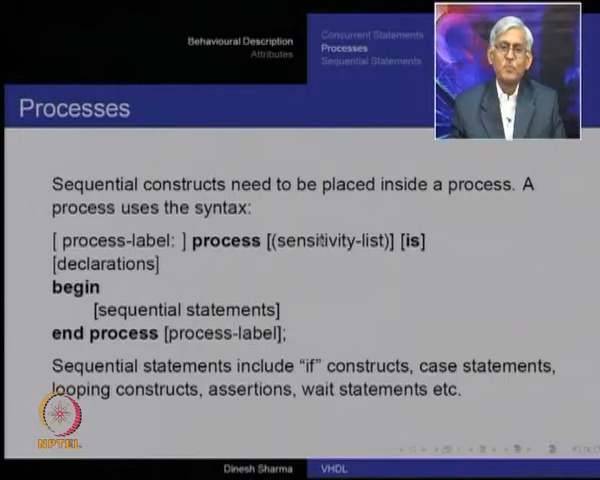 Behavioural Description
Attributes
Concurrent Statements
Processes
Sequential Statements
Processes
Sequential constructs need to be placed inside a process. A
process uses the syntax:
[ process-label: ] process [(sensitivity-list)] [is]
[declarations]
begin
[sequential statements]
end process [process-label];
Sequential statements include “if” constructs, case statements,
looping constructs, assertions, wait statements etc.
NPTEL
Dinesh Sharma
VHDL